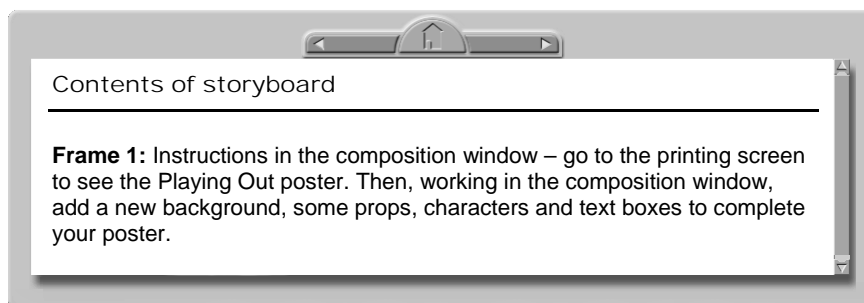 Contents of storyboard
Frame 1: Instructions in the composition window – go to the printing screen
to see the Playing Out poster. Then, working in the composition window,
add a new background, some props, characters and text boxes to complete
your poster.